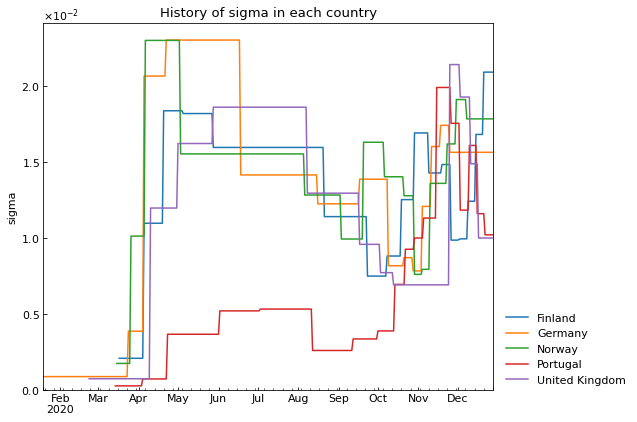 History of sigma in each country
×10⁻²
2.0
1.5
1.0
0.5
0.0
sigma
Feb Mar Apr May Jun Jul Aug Sep Oct Nov Dec
2020
Finland
Germany
Norway
Portugal
United Kingdom